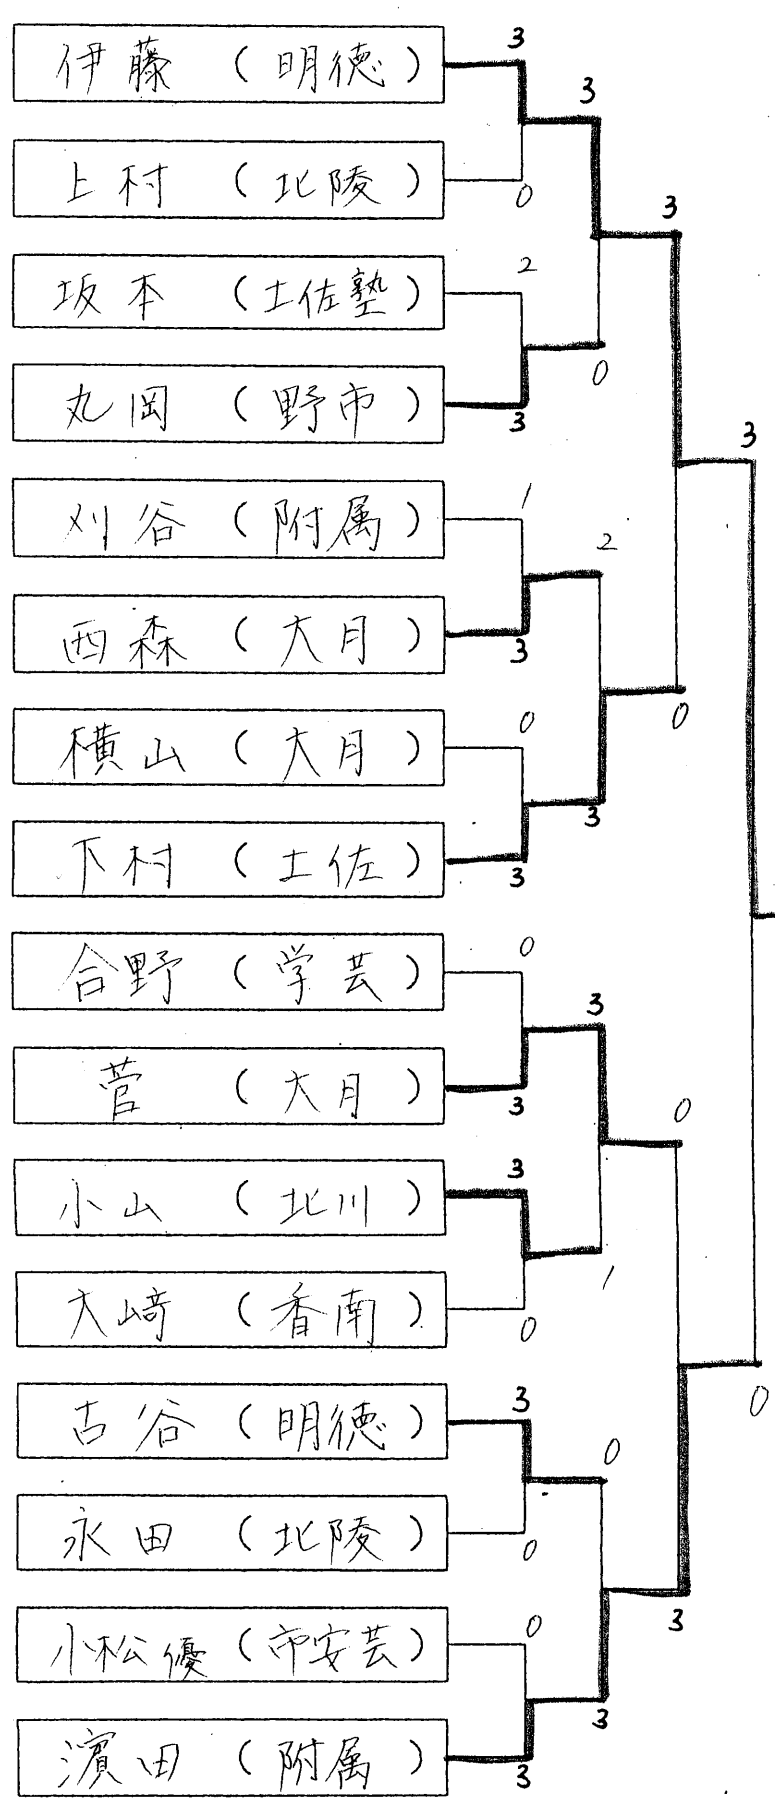 伊藤 (明徳)
3
3
上村 (北陵)
0
3
坂本 (土佐塾)
2
丸岡 (野市)
3
0
3
刈谷 (附属)
1
2
西森 (大月)
3
0
横山 (大月)
0
3
下村 (土佐)
3
合野 (学芸)
0
3
菅 (大月)
3
0
小山 (北川)
3
1
大﨑 (香南)
0
0
古谷 (明徳)
3
0
永田 (北陵)
0
小松優 (市安芸)
0
3
濱田 (附属)
3
3